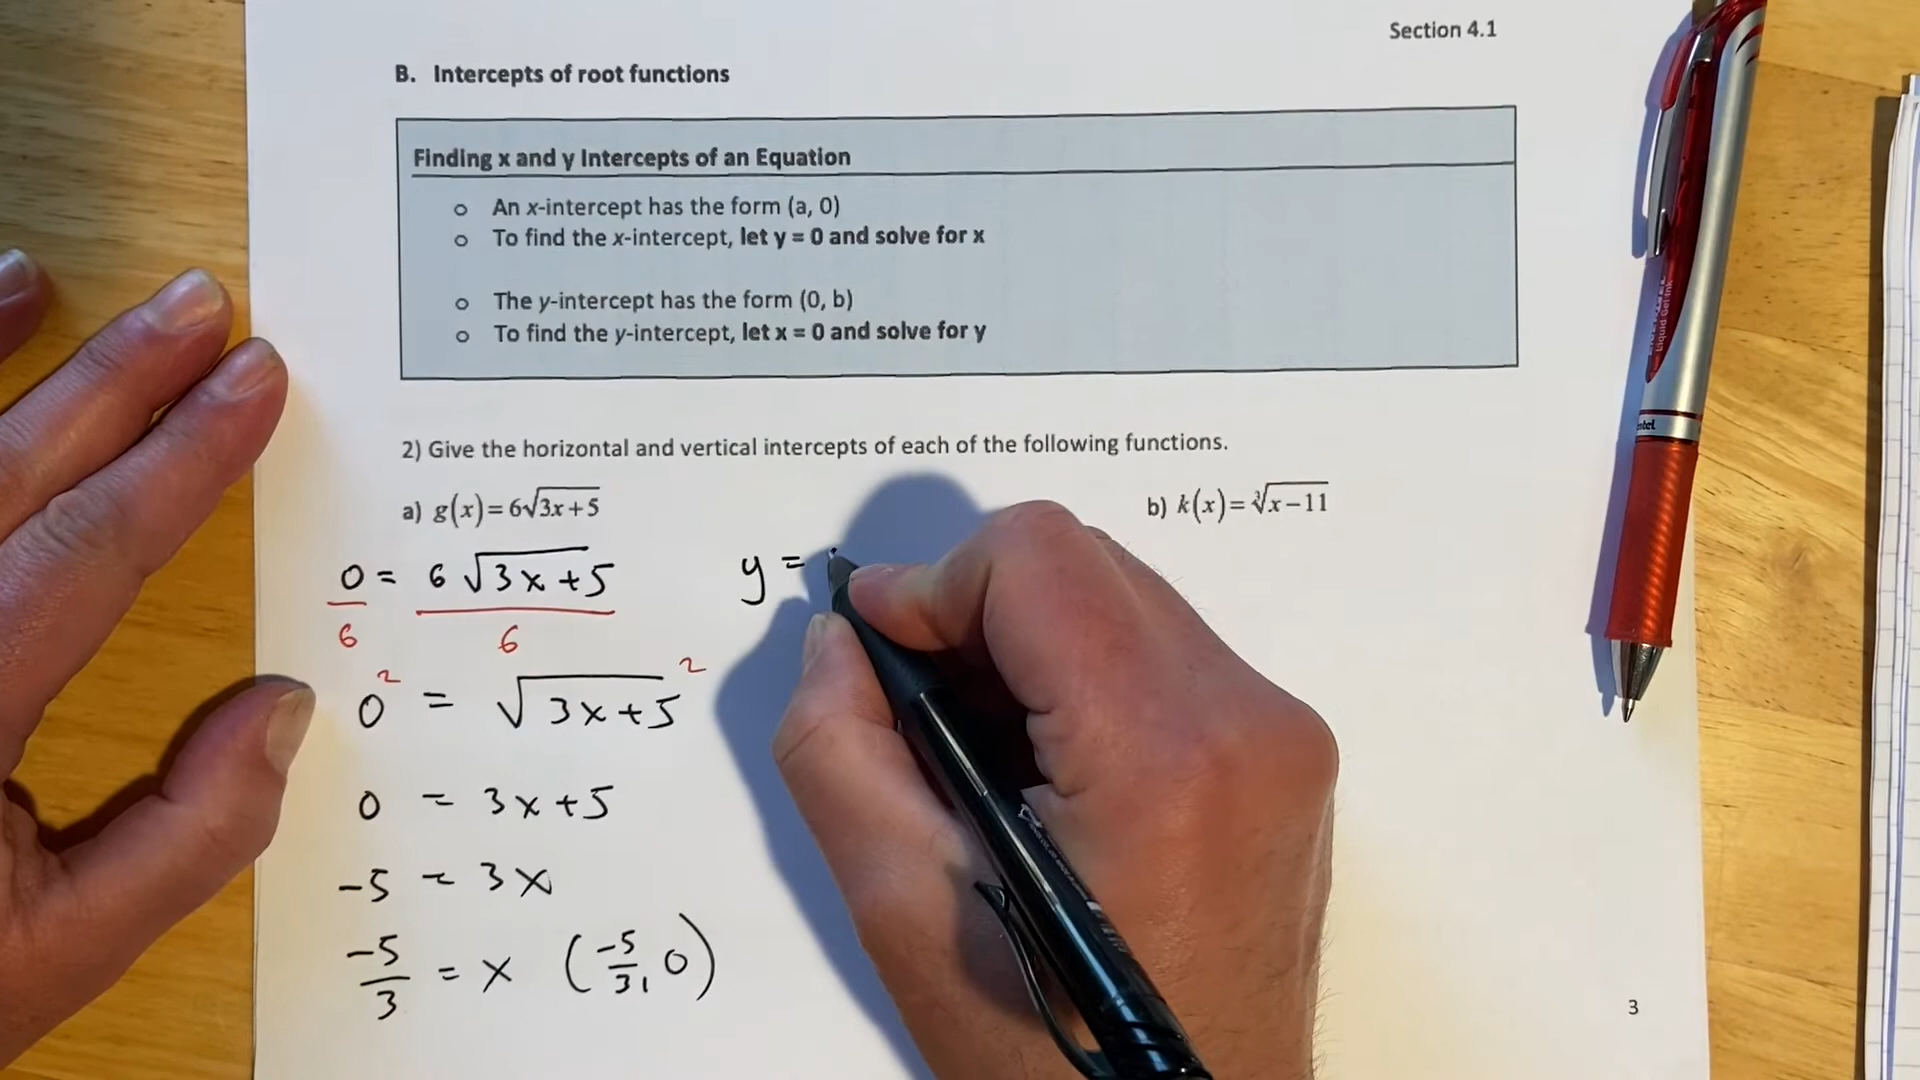 Section 4.1
B. Intercepts of root functions
Finding x and y Intercepts of an Equation
o An x-intercept has the form (a, 0)
o To find the x-intercept, let y = 0 and solve for x
o The y-intercept has the form (0, b)
o To find the y-intercept, let x = 0 and solve for y
2) Give the horizontal and vertical intercepts of each of the following functions.
a) g(x)=6√3x+5
b) k(x)=∛x−11
0 = 6√3x+5
6 6
y =
0² = √3x+5²
0 = 3x+5
-5 = 3x
-5/3 = x (-5/3, 0)
3
Liquid Gel Ink